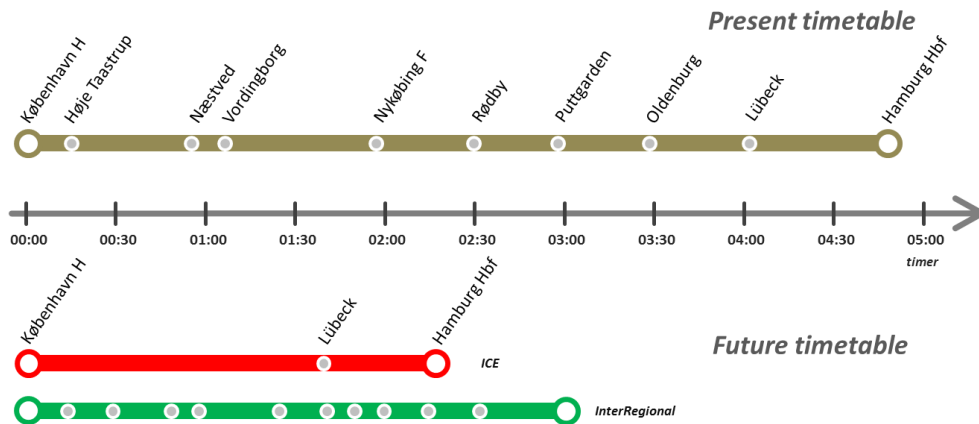 Present timetable
København H
Høje Taastrup
Næstved
Vordingborg
Nykøbing F
Rødby
Puttgarden
Oldenburg
Lübeck
Hamburg Hbf
00:00 00:30 01:00 01:30 02:00 02:30 03:00 03:30 04:00 04:30 05:00
timer
København H
Lübeck
Hamburg Hbf
Future timetable
ICE
InterRegional